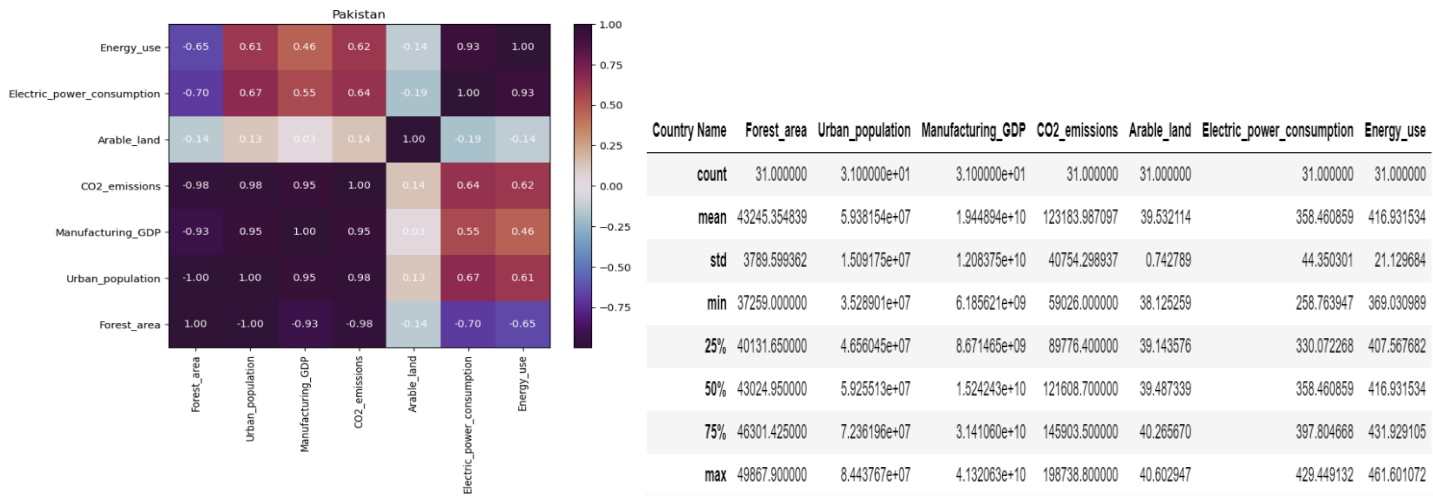 Pakistan
Energy_use -0.65 0.61 0.46 0.62 -0.14 0.93 1.00
Electric_power_consumption -0.70 0.67 0.55 0.64 -0.19 1.00 0.93
Arable_land -0.14 0.13 0.03 0.14 1.00 -0.19 -0.14
CO2_emissions -0.98 0.98 0.95 1.00 0.14 0.64 0.62
Manufacturing_GDP -0.93 0.95 1.00 0.95 0.03 0.55 0.46
Urban_population -1.00 1.00 0.95 0.98 0.13 0.67 0.61
Forest_area 1.00 -1.00 -0.93 -0.98 -0.14 -0.70 -0.65
Forest_area
Urban_population
Manufacturing_GDP
CO2_emissions
Arable_land
Electric_power_consumption
Energy_use
1.00
0.75
0.50
0.25
0.00
-0.25
-0.50
-0.75
Country Name Forest_area Urban_population Manufacturing_GDP CO2_emissions Arable_land Electric_power_consumption Energy_use
count 31.000000 3.100000e+01 3.100000e+01 31.000000 31.000000 31.000000 31.000000
mean 43245.354839 5.938154e+07 1.944894e+10 123183.987097 39.532114 358.460859 416.931534
std 3789.599362 1.509175e+07 1.208375e+10 40754.298937 0.742789 44.350301 21.129684
min 37259.000000 3.528901e+07 6.185621e+09 59026.000000 38.125259 258.763947 369.030989
25% 40131.650000 4.656045e+07 8.671465e+09 89776.400000 39.143576 330.072268 407.567682
50% 43024.950000 5.925513e+07 1.524243e+10 121608.700000 39.487339 358.460859 416.931534
75% 46301.425000 7.236196e+07 3.141060e+10 145903.500000 40.265670 397.804668 431.929105
max 49867.900000 8.443767e+07 4.132063e+10 198738.800000 40.602947 429.449132 461.601072